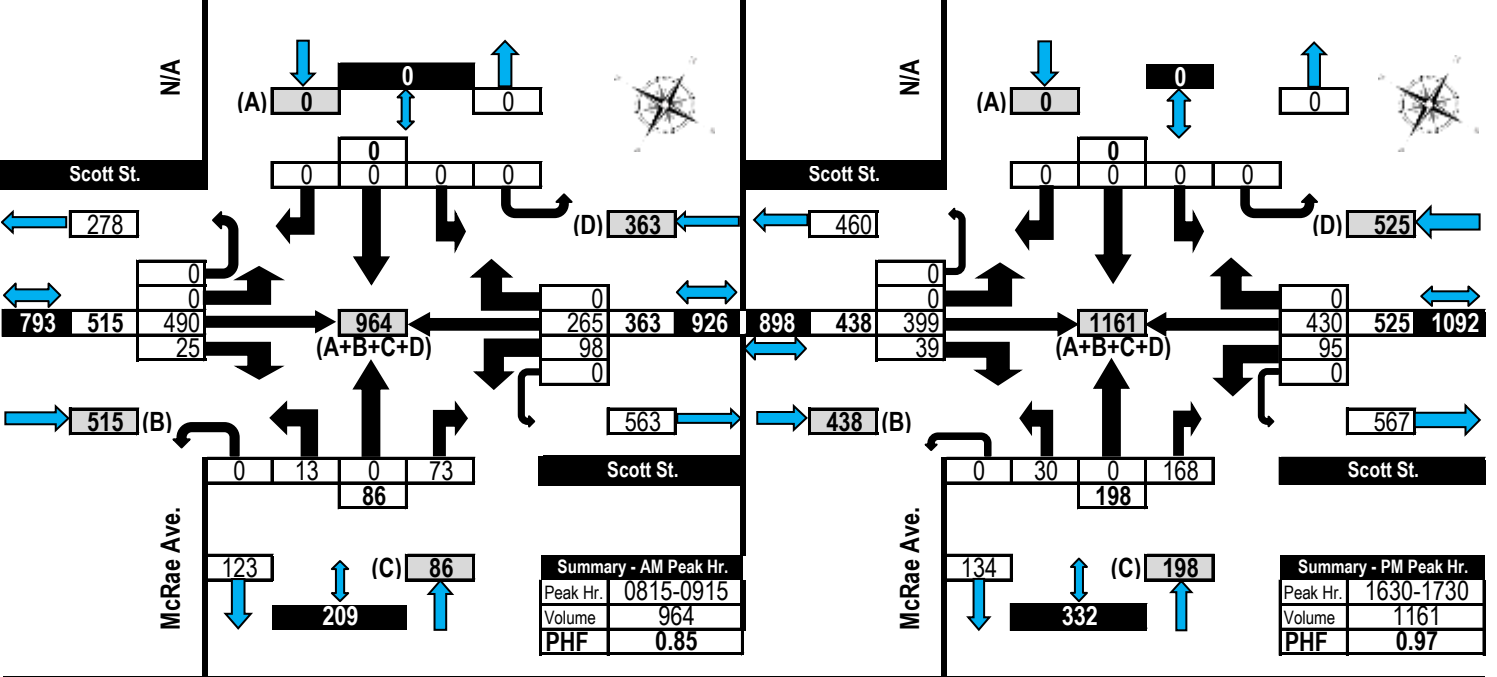 N/A
0
(A) 0
0
0
0 0 0 0
Scott St.
278
(D) 363
0
0
793 515 490
25
964
(A+B+C+D)
0
265 363 926
98
0
515 (B)
563
0 13 0 73
86
Scott St.
McRae Ave.
123
(C) 86
209
Summary - AM Peak Hr.
Peak Hr. 0815-0915
Volume 964
PHF 0.85
N/A
0
(A) 0
0
0
0 0 0 0
Scott St.
460
(D) 525
0
0
898 438 399
39
1161
(A+B+C+D)
0
430 525 1092
95
0
438 (B)
567
0 30 0 168
198
Scott St.
McRae Ave.
134
(C) 198
332
Summary - PM Peak Hr.
Peak Hr. 1630-1730
Volume 1161
PHF 0.97